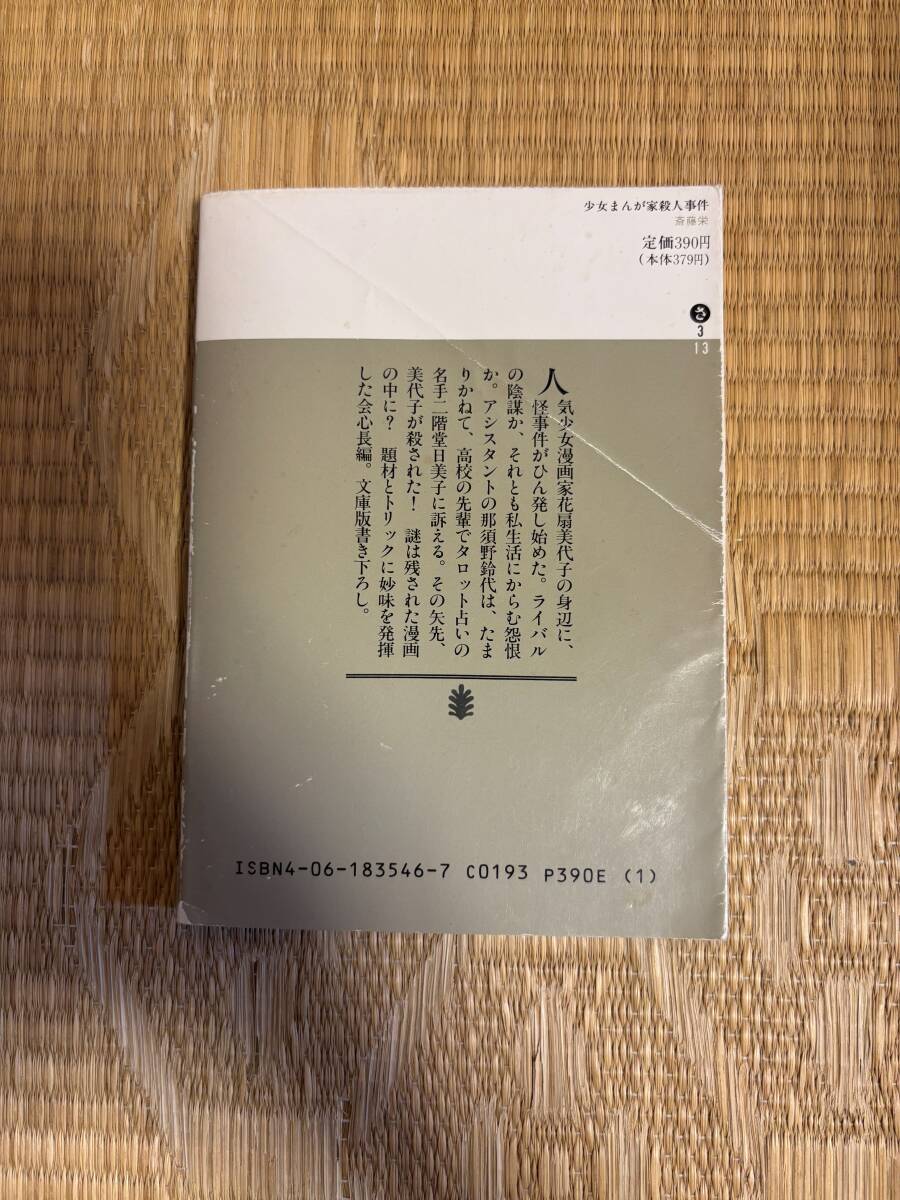 少女まんが家殺人事件
斎藤栄
定価390円
(本体379円)
さ
3
13
人気少女漫画家花扇美代子の身辺に、
怪事件がひん発し始めた。ライバル
の陰謀か、それとも私生活にからむ怨恨
か。アシスタントの那須野鈴代は、たま
りかねて、高校の先輩でタロット占いの
名手二階堂日美子に訴える。その矢先、
美代子が殺された! 謎は残された漫画
の中に? 題材とトリックに妙味を発揮
した会心長編。文庫版書き下ろし。
ISBN4-06-183546-7 C0193 P390E (1)